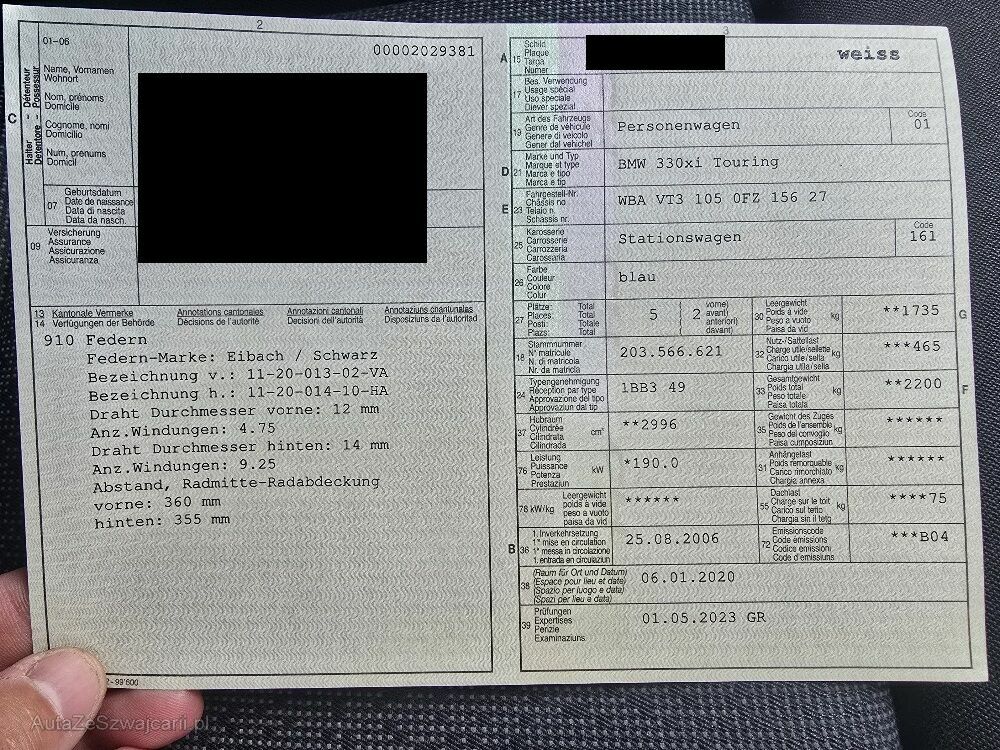 2
01-06
00002029381
C
Halter - Détenteur
Detentore - Possessur
Name, Vornamen
Wohnort
Nom, prénoms
Domicile
Cognome, nomi
Domicilio
Num, prenums
Domicil
07
Geburtsdatum
Date de naissance
Data di nascita
Data da nasch.
09
Versicherung
Assurance
Assicurazione
Assicuranza
13 Kantonale Vermerke Annotations cantonales Annotazioni cantonali Annotaziuns chantunalas
14 Verfügungen der Behörde Décisions de l'autorité Decisioni dell'autorità Disposiziuns da l'autoritad
910 Federn
Federn-Marke: Eibach / Schwarz
Bezeichnung v.: 11-20-013-02-VA
Bezeichnung h.: 11-20-014-10-HA
Draht Durchmesser vorne: 12 mm
Anz.Windungen: 4.75
Draht Durchmesser hinten: 14 mm
Anz.Windungen: 9.25
Abstand, Radmitte-Radabdeckung
vorne: 360 mm
hinten: 355 mm
3
A 15
Schild
Plaque
Targa
Numer
weiss
17
Bes. Verwendung
Usage spécial
Uso speciale
Diever spezial
19
Art des Fahrzeugs
Genre de véhicule
Genere di veicolo
Gener dal vehichel
Personenwagen
Code
01
D 21
Marke und Typ
Marque et type
Marca e tipo
Marca e tip
BMW 330xi Touring
E 23
Fahrgestell-Nr.
Châssis no
Telaio n.
Schassis nr.
WBA VT3 105 0FZ 156 27
25
Karosserie
Carrosserie
Carrozzeria
Carossaria
Stationswagen
Code
161
26
Farbe
Couleur
Colore
Colur
blau
27
Plätze: Total
Places: Total
Posti: Totale
Plazs: Total
5
2
vorne)
avant)
anteriori)
davant)
30
Leergewicht
Poids à vide
Peso a vuoto
Paisa da vid
kg
**1735
G
18
Stammnummer
N° matricule
N. di matricola
Nr. da matricla
203.566.621
32
Nutz-/Sattellast
Charge utile/sellette
Carico utile/sella
Chargia utila/sella
kg
***465
24
Typengenehmigung
Réception par type
Approvazione del tipo
Approvaziun dal tip
1BB3 49
33
Gesamtgewicht
Poids total
Peso totale
Paisa totala
kg
**2200
F
37
Hubraum
Cylindrée
Cilindrata
Cilindrada
cm³
**2996
35
Gewicht des Zuges
Poids de l'ensemble
Peso del convoglio
Paisa cumposiziun
kg
******
76
Leistung
Puissance
Potenza
Prestaziun
kW
*190.0
31
Anhängelast
Poids remorquable
Carico rimorchiato
Chargia annexa
kg
******
78 kW/kg
Leergewicht
poids à vide
peso a vuoto
paisa da vid
******
55
Dachlast
Charge sur le toit
Carico sul tetto
Chargia sin il tetg
kg
****75
B 36
1. Inverkehrsetzung
1re mise en circulation
1a messa in circolazione
1. entrada en circulaziun
25.08.2006
72
Emissionscode
Code émissions
Codice emissioni
Code d'emissiuns
***B04
38
(Raum für Ort und Datum)
(Espace pour lieu et date)
(Spazio per luogo e data)
(Spazi per lieu e data)
06.01.2020
39
Prüfungen
Expertises
Perizie
Examinaziuns
01.05.2023 GR
2-99'600
AutaZeSzwajcarii.pl